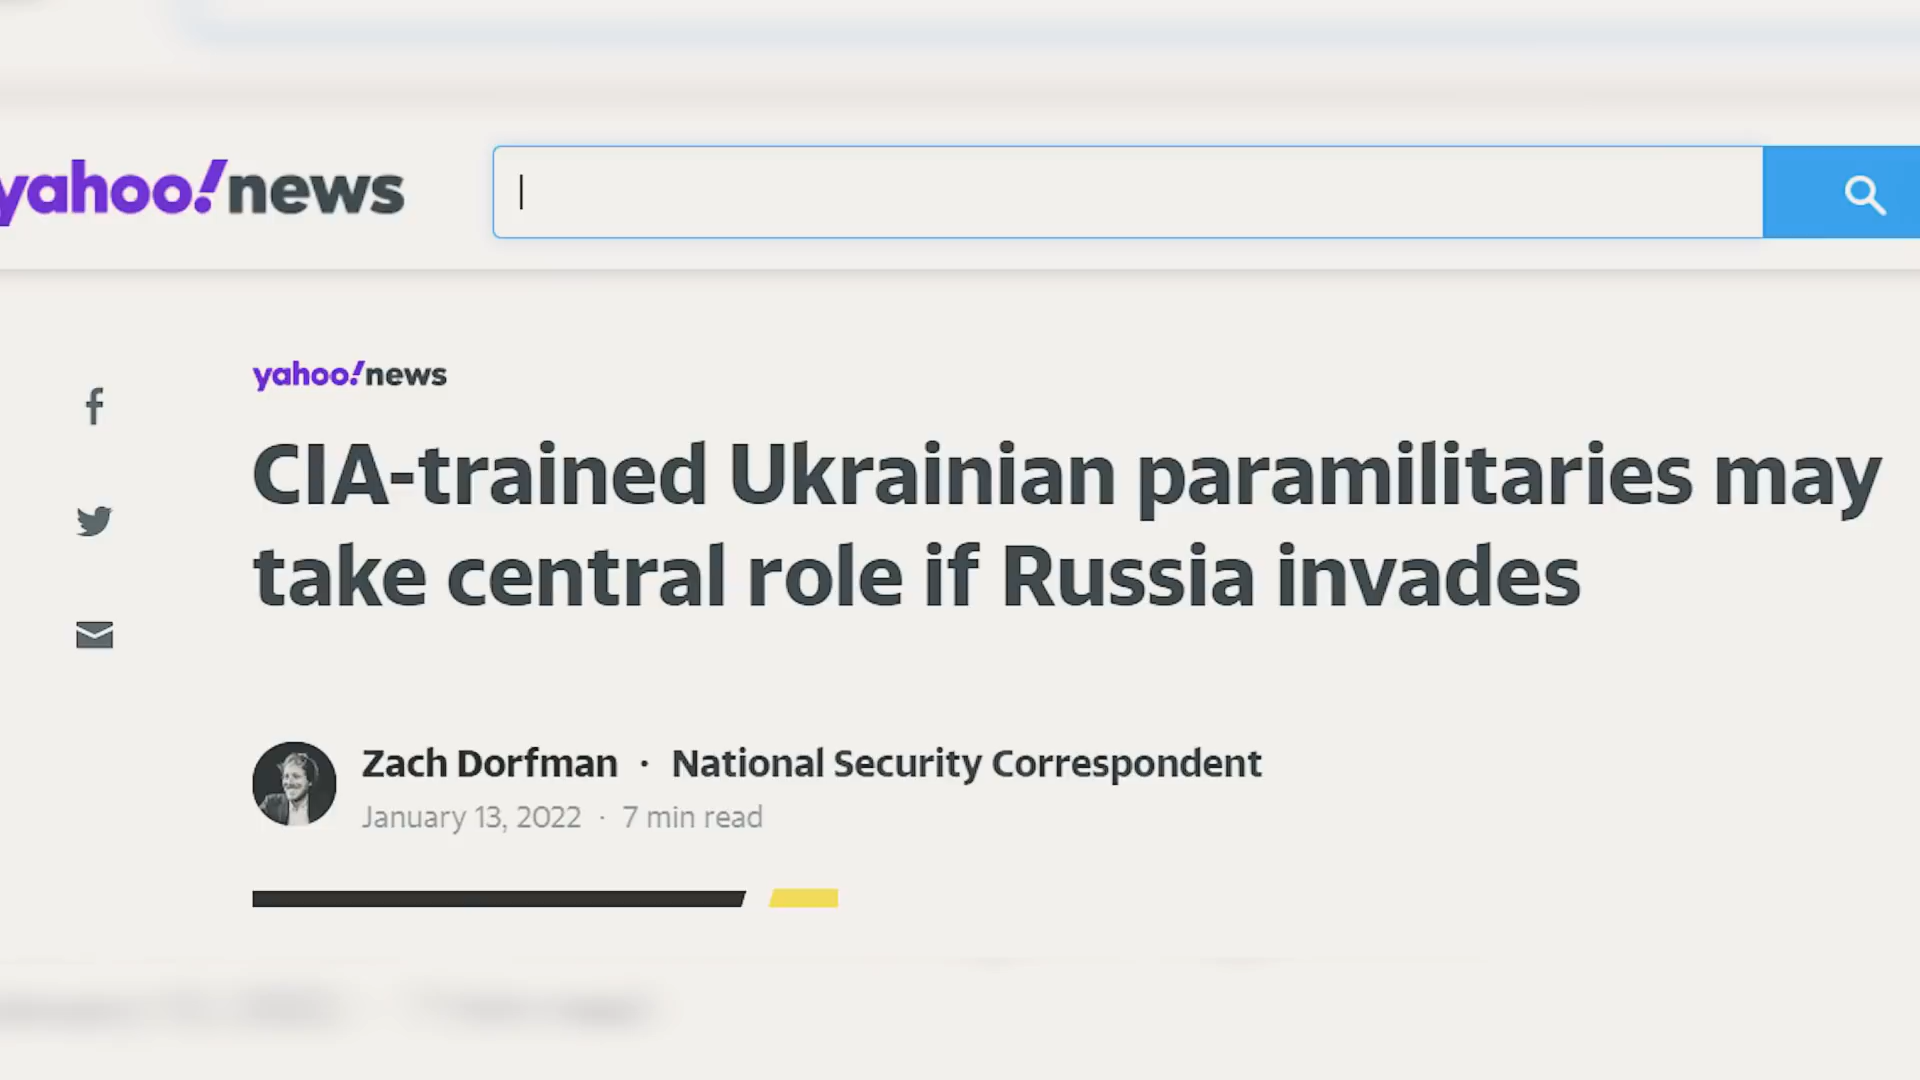 yahoo!news
yahoo!news
CIA-trained Ukrainian paramilitaries may
take central role if Russia invades
Zach Dorfman · National Security Correspondent
January 13, 2022 · 7 min read